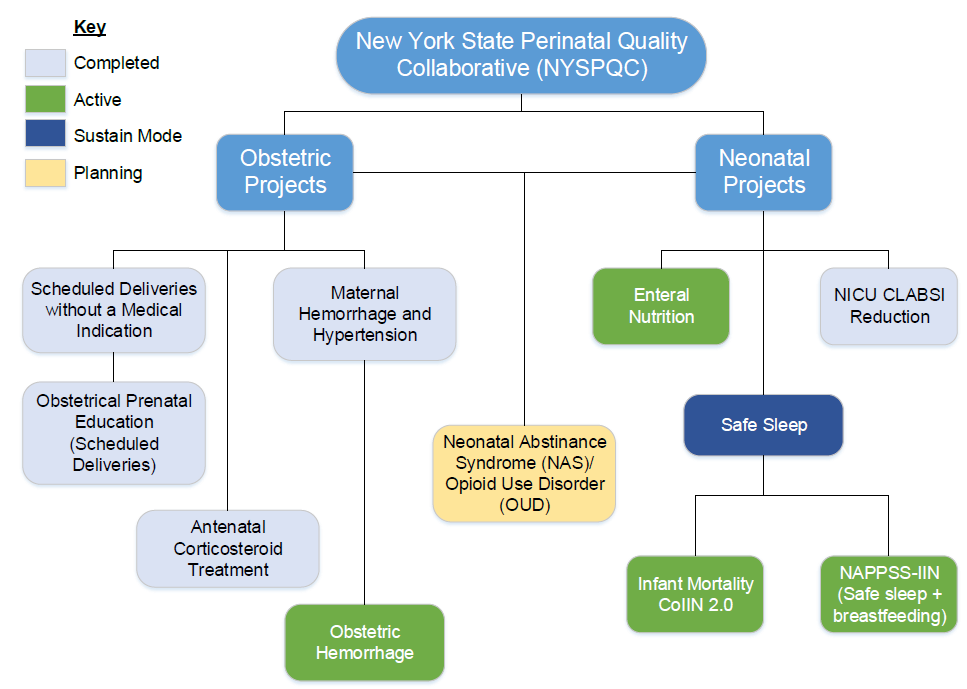 Key
Completed
Active
Sustain Mode
Planning
New York State Perinatal Quality
Collaborative (NYSPQC)
Obstetric
Projects
Neonatal
Projects
Scheduled Deliveries
without a Medical
Indication
Maternal
Hemorrhage and
Hypertension
Enteral
Nutrition
NICU CLABSI
Reduction
Obstetrical Prenatal
Education
(Scheduled
Deliveries)
Safe Sleep
Neonatal Abstinance
Syndrome (NAS)/
Opioid Use Disorder
(OUD)
Antenatal
Corticosteroid
Treatment
Infant Mortality
CoIIN 2.0
NAPPSS-IIN
(Safe sleep +
breastfeeding)
Obstetric
Hemorrhage